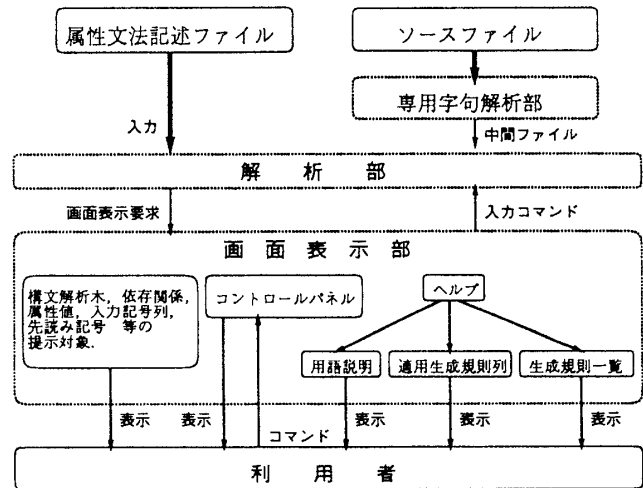 属性文法記述ファイル
ソースファイル
専用字句解析部
入力
中間ファイル
解 析 部
画面表示要求
入力コマンド
画 面 表 示 部
構文解析木，依存関係，
属性値，入力記号列，
先読み記号 等の
提示対象．
コントロールパネル
ヘルプ
用語説明
適用生成規則列
生成規則一覧
表示
表示
コマンド
表示
表示
表示
利 用 者